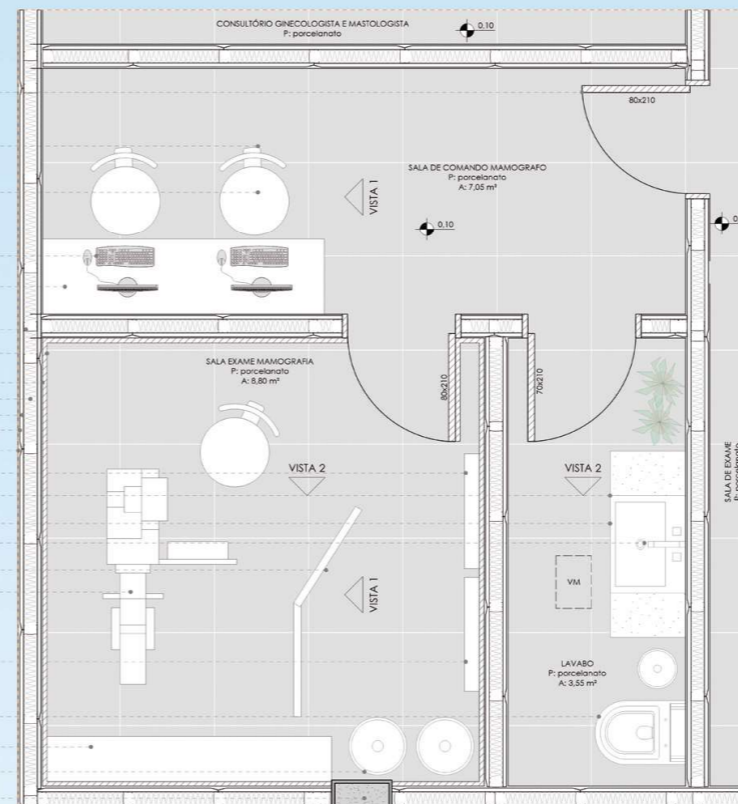 CONSULTÓRIO GINECOLOGISTA E MASTOLOGISTA
P: porcelanato
0,10
80x210
SALA DE COMANDO MAMOGRAFO
P: porcelanato
A: 7,05 m²
VISTA 1
0,10
SALA EXAME MAMOGRAFIA
P: porcelanato
A: 8,80 m²
80x210
70x210
VISTA 2
VISTA 2
SALA DE EXAME
P: porcelanato
VM
VISTA 1
LAVABO
P: porcelanato
A: 3,55 m²